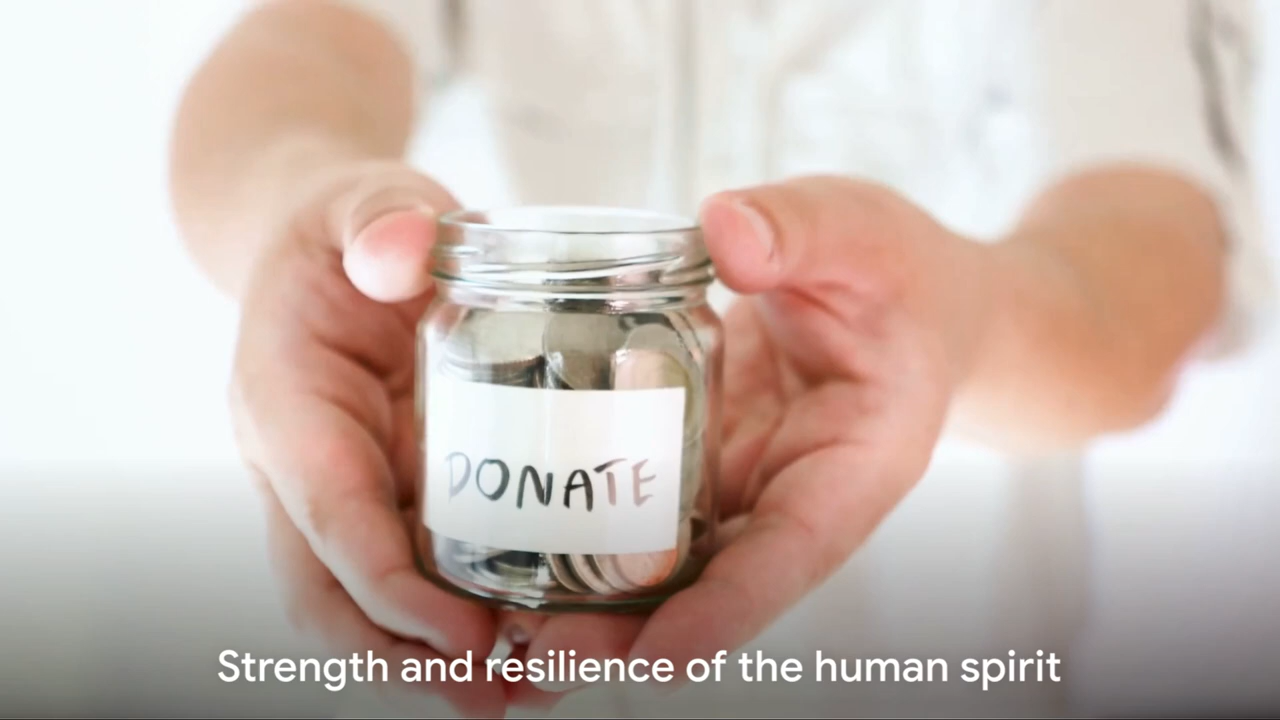 DONATE
Strength and resilience of the human spirit